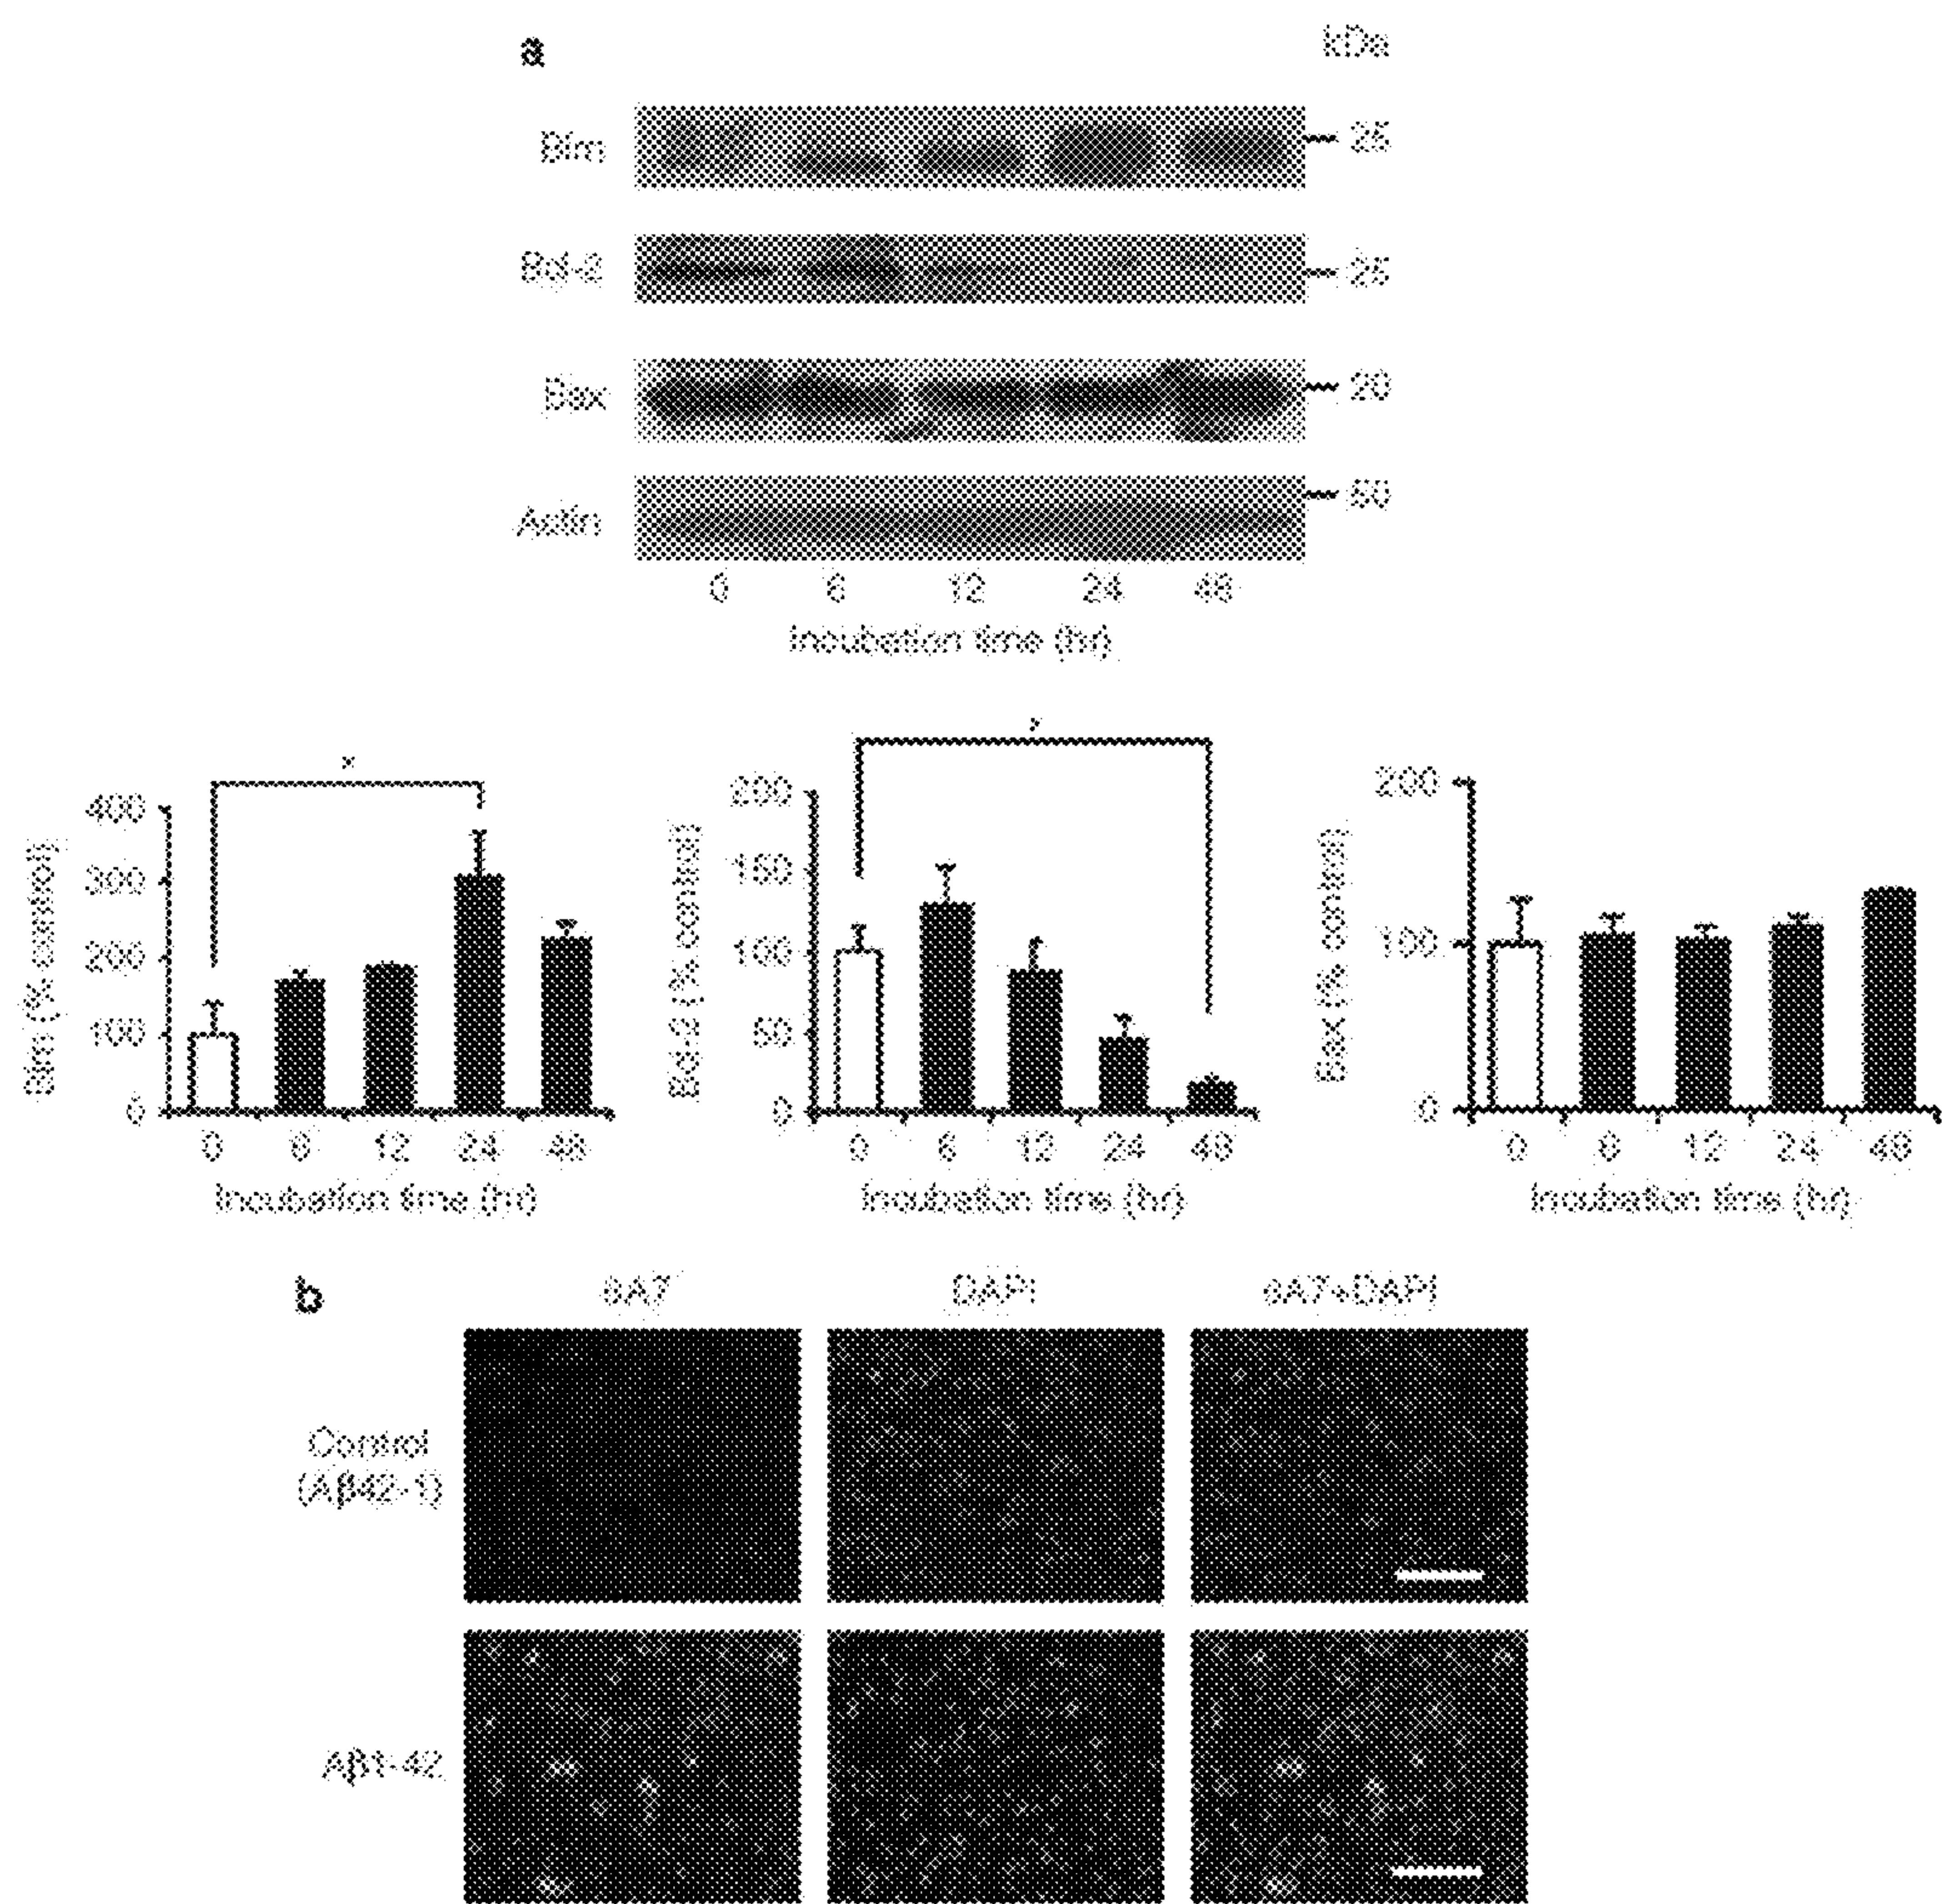 a
kDa
Bim
25
Bcl-2
25
Bax
20
Actin
50
0 6 12 24 48
Incubation time (hr)
*
400
300
200
100
0
Bim (% control)
0 6 12 24 48
Incubation time (hr)
*
200
150
100
50
0
Bcl-2 (% control)
0 6 12 24 48
Incubation time (hr)
200
100
0
Bax (% control)
0 6 12 24 48
Incubation time (hr)
b
6A7 DAPI 6A7+DAPI
Control
(Aβ42-1)
Aβ1-42